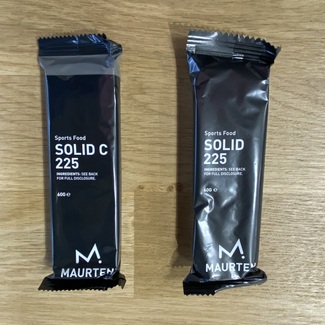 Sports Food
SOLID C
225
INGREDIENTS: SEE BACK
FOR FULL DISCLOSURE.
60G e
M.
MAURTEN
Sports Food
SOLID
225
INGREDIENTS: SEE BACK
FOR FULL DISCLOSURE.
60G e
M.
MAURTEN